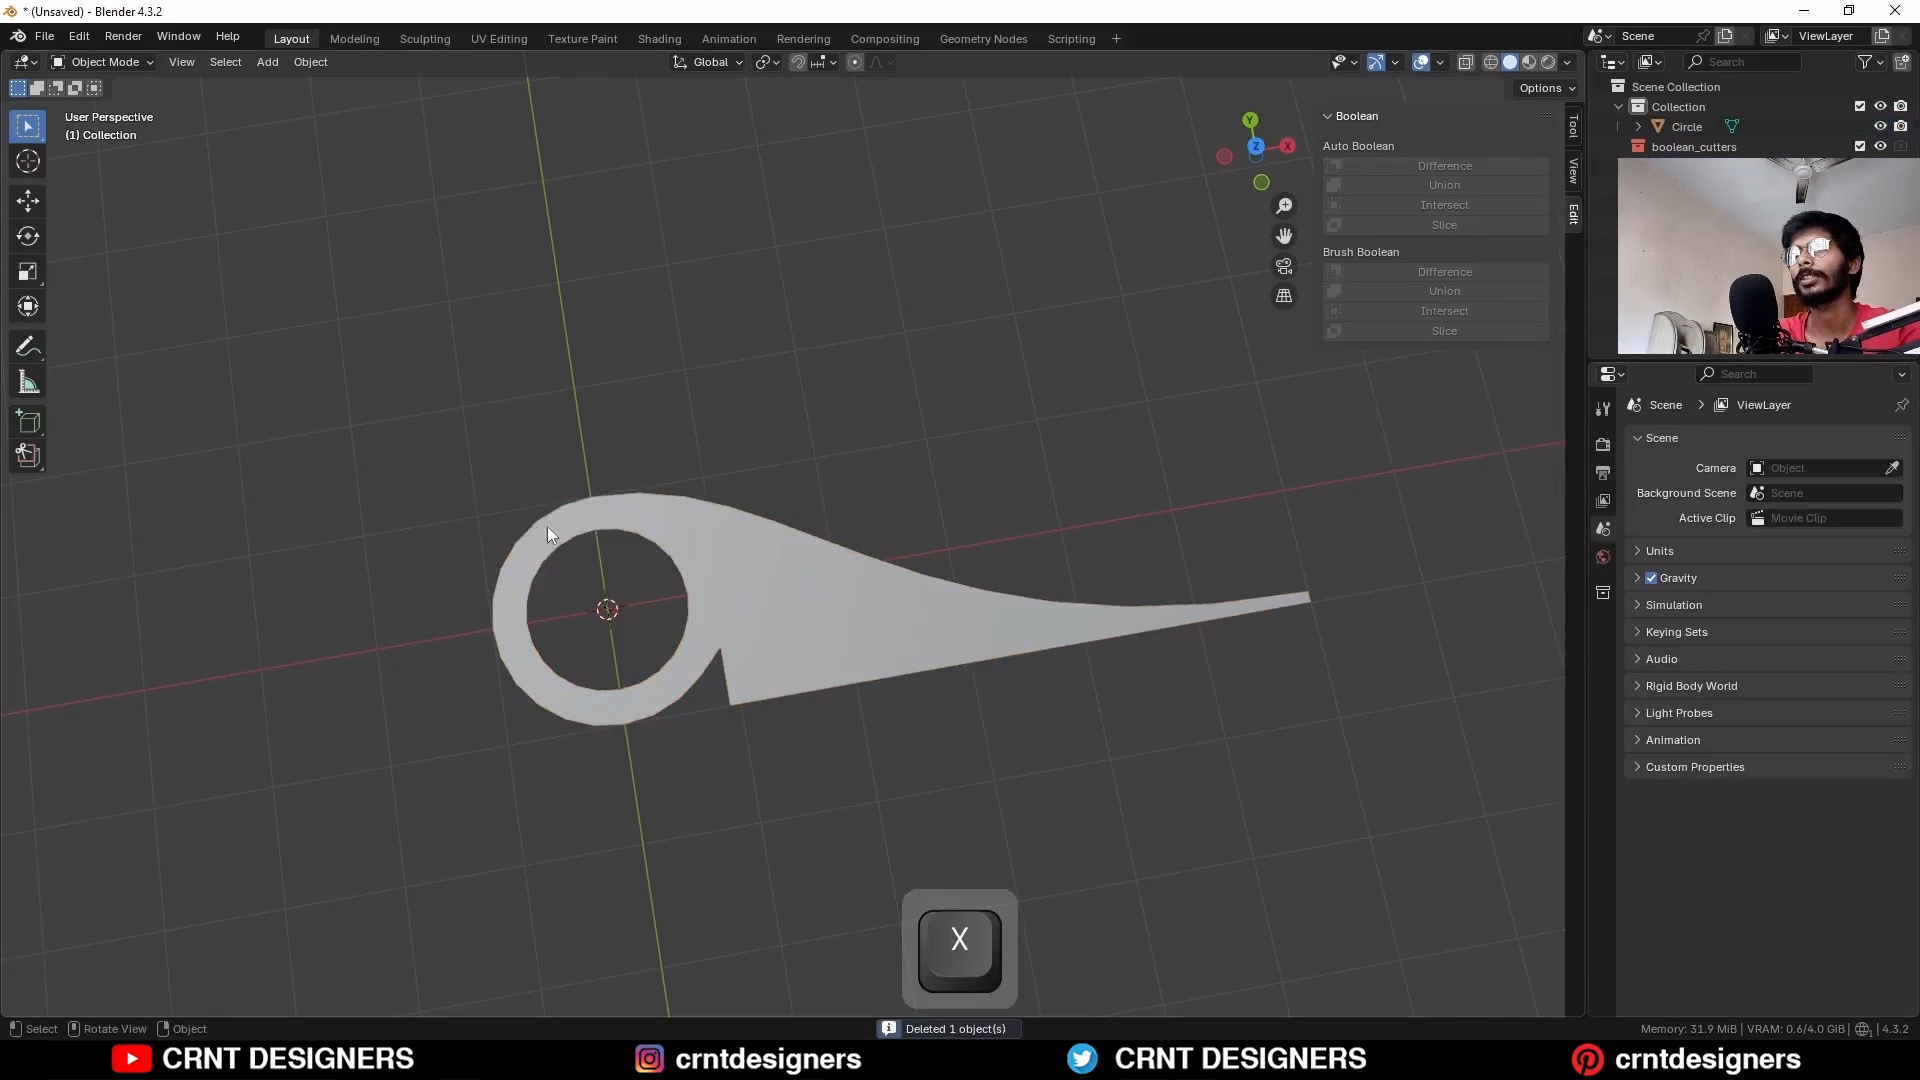 * (Unsaved) - Blender 4.3.2
File Edit Render Window Help
Layout Modeling Sculpting UV Editing Texture Paint Shading Animation Rendering Compositing Geometry Nodes Scripting +
Scene
ViewLayer
Object Mode View Select Add Object
Global
Search
Options
User Perspective
(1) Collection
Y
Z
X
Boolean
Auto Boolean
Difference
Union
Intersect
Slice
Brush Boolean
Difference
Union
Intersect
Slice
Tool
View
Edit
Scene Collection
Collection
Circle
boolean_cutters
Search
Scene > ViewLayer
Scene
Camera Object
Background Scene Scene
Active Clip Movie Clip
Units
Gravity
Simulation
Keying Sets
Audio
Rigid Body World
Light Probes
Animation
Custom Properties
X
Select Rotate View Object
Deleted 1 object(s)
Memory: 31.9 MiB | VRAM: 0.6/4.0 GiB | 4.3.2
CRNT DESIGNERS
crntdesigners
CRNT DESIGNERS
crntdesigners